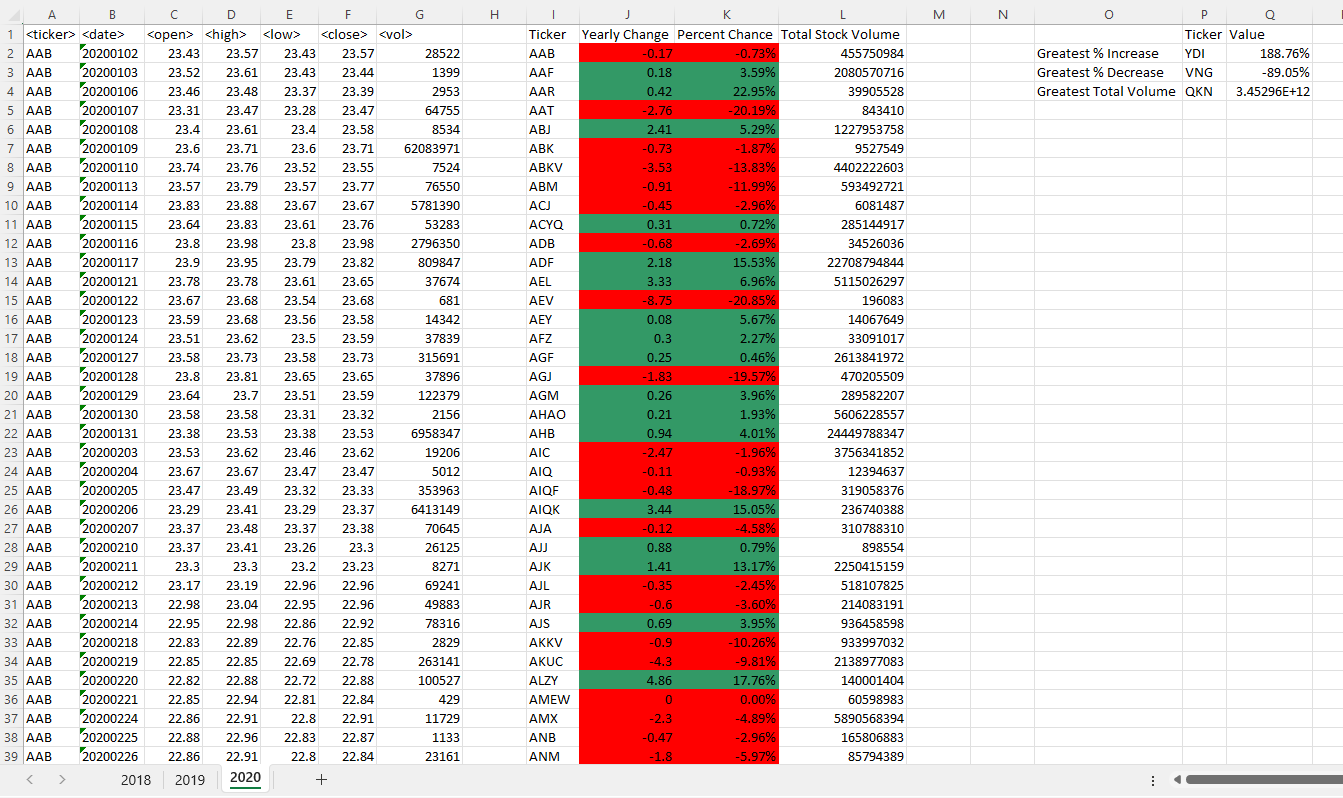 A B C D E F G H I J K L M N O P Q
1 <ticker> <date> <open> <high> <low> <close> <vol> Ticker Yearly Change Percent Chance Total Stock Volume Ticker Value
2 AAB 20200102 23.43 23.57 23.43 23.57 28522 AAB -0.17 -0.73% 455750984 Greatest % Increase YDI 188.76%
3 AAB 20200103 23.52 23.61 23.43 23.44 1399 AAF 0.18 3.59% 2080570716 Greatest % Decrease VNG -89.05%
4 AAB 20200106 23.46 23.48 23.37 23.39 2953 AAR 0.42 22.95% 39905528 Greatest Total Volume QKN 3.45296E+12
5 AAB 20200107 23.31 23.47 23.28 23.47 64755 AAT -2.76 -20.19% 843410
6 AAB 20200108 23.4 23.61 23.4 23.58 8534 ABJ 2.41 5.29% 1227953758
7 AAB 20200109 23.6 23.71 23.6 23.71 62083971 ABK -0.73 -1.87% 9527549
8 AAB 20200110 23.74 23.76 23.52 23.55 7524 ABKV -3.53 -13.83% 4402222603
9 AAB 20200113 23.57 23.79 23.57 23.77 76550 ABM -0.91 -11.99% 593492721
10 AAB 20200114 23.83 23.88 23.67 23.67 5781390 ACJ -0.45 -2.96% 6081487
11 AAB 20200115 23.64 23.83 23.61 23.76 53283 ACYQ 0.31 0.72% 285144917
12 AAB 20200116 23.8 23.98 23.8 23.98 2796350 ADB -0.68 -2.69% 34526036
13 AAB 20200117 23.9 23.95 23.79 23.82 809847 ADF 2.18 15.53% 22708794844
14 AAB 20200121 23.78 23.78 23.61 23.65 37674 AEL 3.33 6.96% 5115026297
15 AAB 20200122 23.67 23.68 23.54 23.68 681 AEV -8.75 -20.85% 196083
16 AAB 20200123 23.59 23.68 23.56 23.58 14342 AEY 0.08 5.67% 14067649
17 AAB 20200124 23.51 23.62 23.5 23.59 37839 AFZ 0.3 2.27% 33091017
18 AAB 20200127 23.58 23.73 23.58 23.73 315691 AGF 0.25 0.46% 2613841972
19 AAB 20200128 23.8 23.81 23.65 23.65 37896 AGJ -1.83 -19.57% 470205509
20 AAB 20200129 23.64 23.7 23.51 23.59 122379 AGM 0.26 3.96% 289582207
21 AAB 20200130 23.58 23.58 23.31 23.32 2156 AHAO 0.21 1.93% 5606228557
22 AAB 20200131 23.38 23.53 23.38 23.53 6958347 AHB 0.94 4.01% 24449788347
23 AAB 20200203 23.53 23.62 23.46 23.62 19206 AIC -2.47 -1.96% 3756341852
24 AAB 20200204 23.67 23.67 23.47 23.47 5012 AIQ -0.11 -0.93% 12394637
25 AAB 20200205 23.47 23.49 23.32 23.33 353963 AIQF -0.48 -18.97% 319058376
26 AAB 20200206 23.29 23.41 23.29 23.37 6413149 AIQK 3.44 15.05% 236740388
27 AAB 20200207 23.37 23.48 23.37 23.38 70645 AJA -0.12 -4.58% 310788310
28 AAB 20200210 23.37 23.41 23.26 23.3 26125 AJJ 0.88 0.79% 898554
29 AAB 20200211 23.3 23.3 23.2 23.23 8271 AJK 1.41 13.17% 2250415159
30 AAB 20200212 23.17 23.19 22.96 22.96 69241 AJL -0.35 -2.45% 518107825
31 AAB 20200213 22.98 23.04 22.95 22.96 49883 AJR -0.6 -3.60% 214083191
32 AAB 20200214 22.95 22.98 22.86 22.92 78316 AJS 0.69 3.95% 936458598
33 AAB 20200218 22.83 22.89 22.76 22.85 2829 AKKV -0.9 -10.26% 933997032
34 AAB 20200219 22.85 22.85 22.69 22.78 263141 AKUC -4.3 -9.81% 2138977083
35 AAB 20200220 22.82 22.88 22.72 22.88 100527 ALZY 4.86 17.76% 140001404
36 AAB 20200221 22.85 22.94 22.81 22.84 429 AMEW 0 0.00% 60598983
37 AAB 20200224 22.86 22.91 22.8 22.91 11729 AMX -2.3 -4.89% 5890568394
38 AAB 20200225 22.88 22.96 22.83 22.87 1133 ANB -0.47 -2.96% 165806883
39 AAB 20200226 22.86 22.91 22.8 22.84 23161 ANM -1.8 -5.97% 85794389
2018 2019 2020